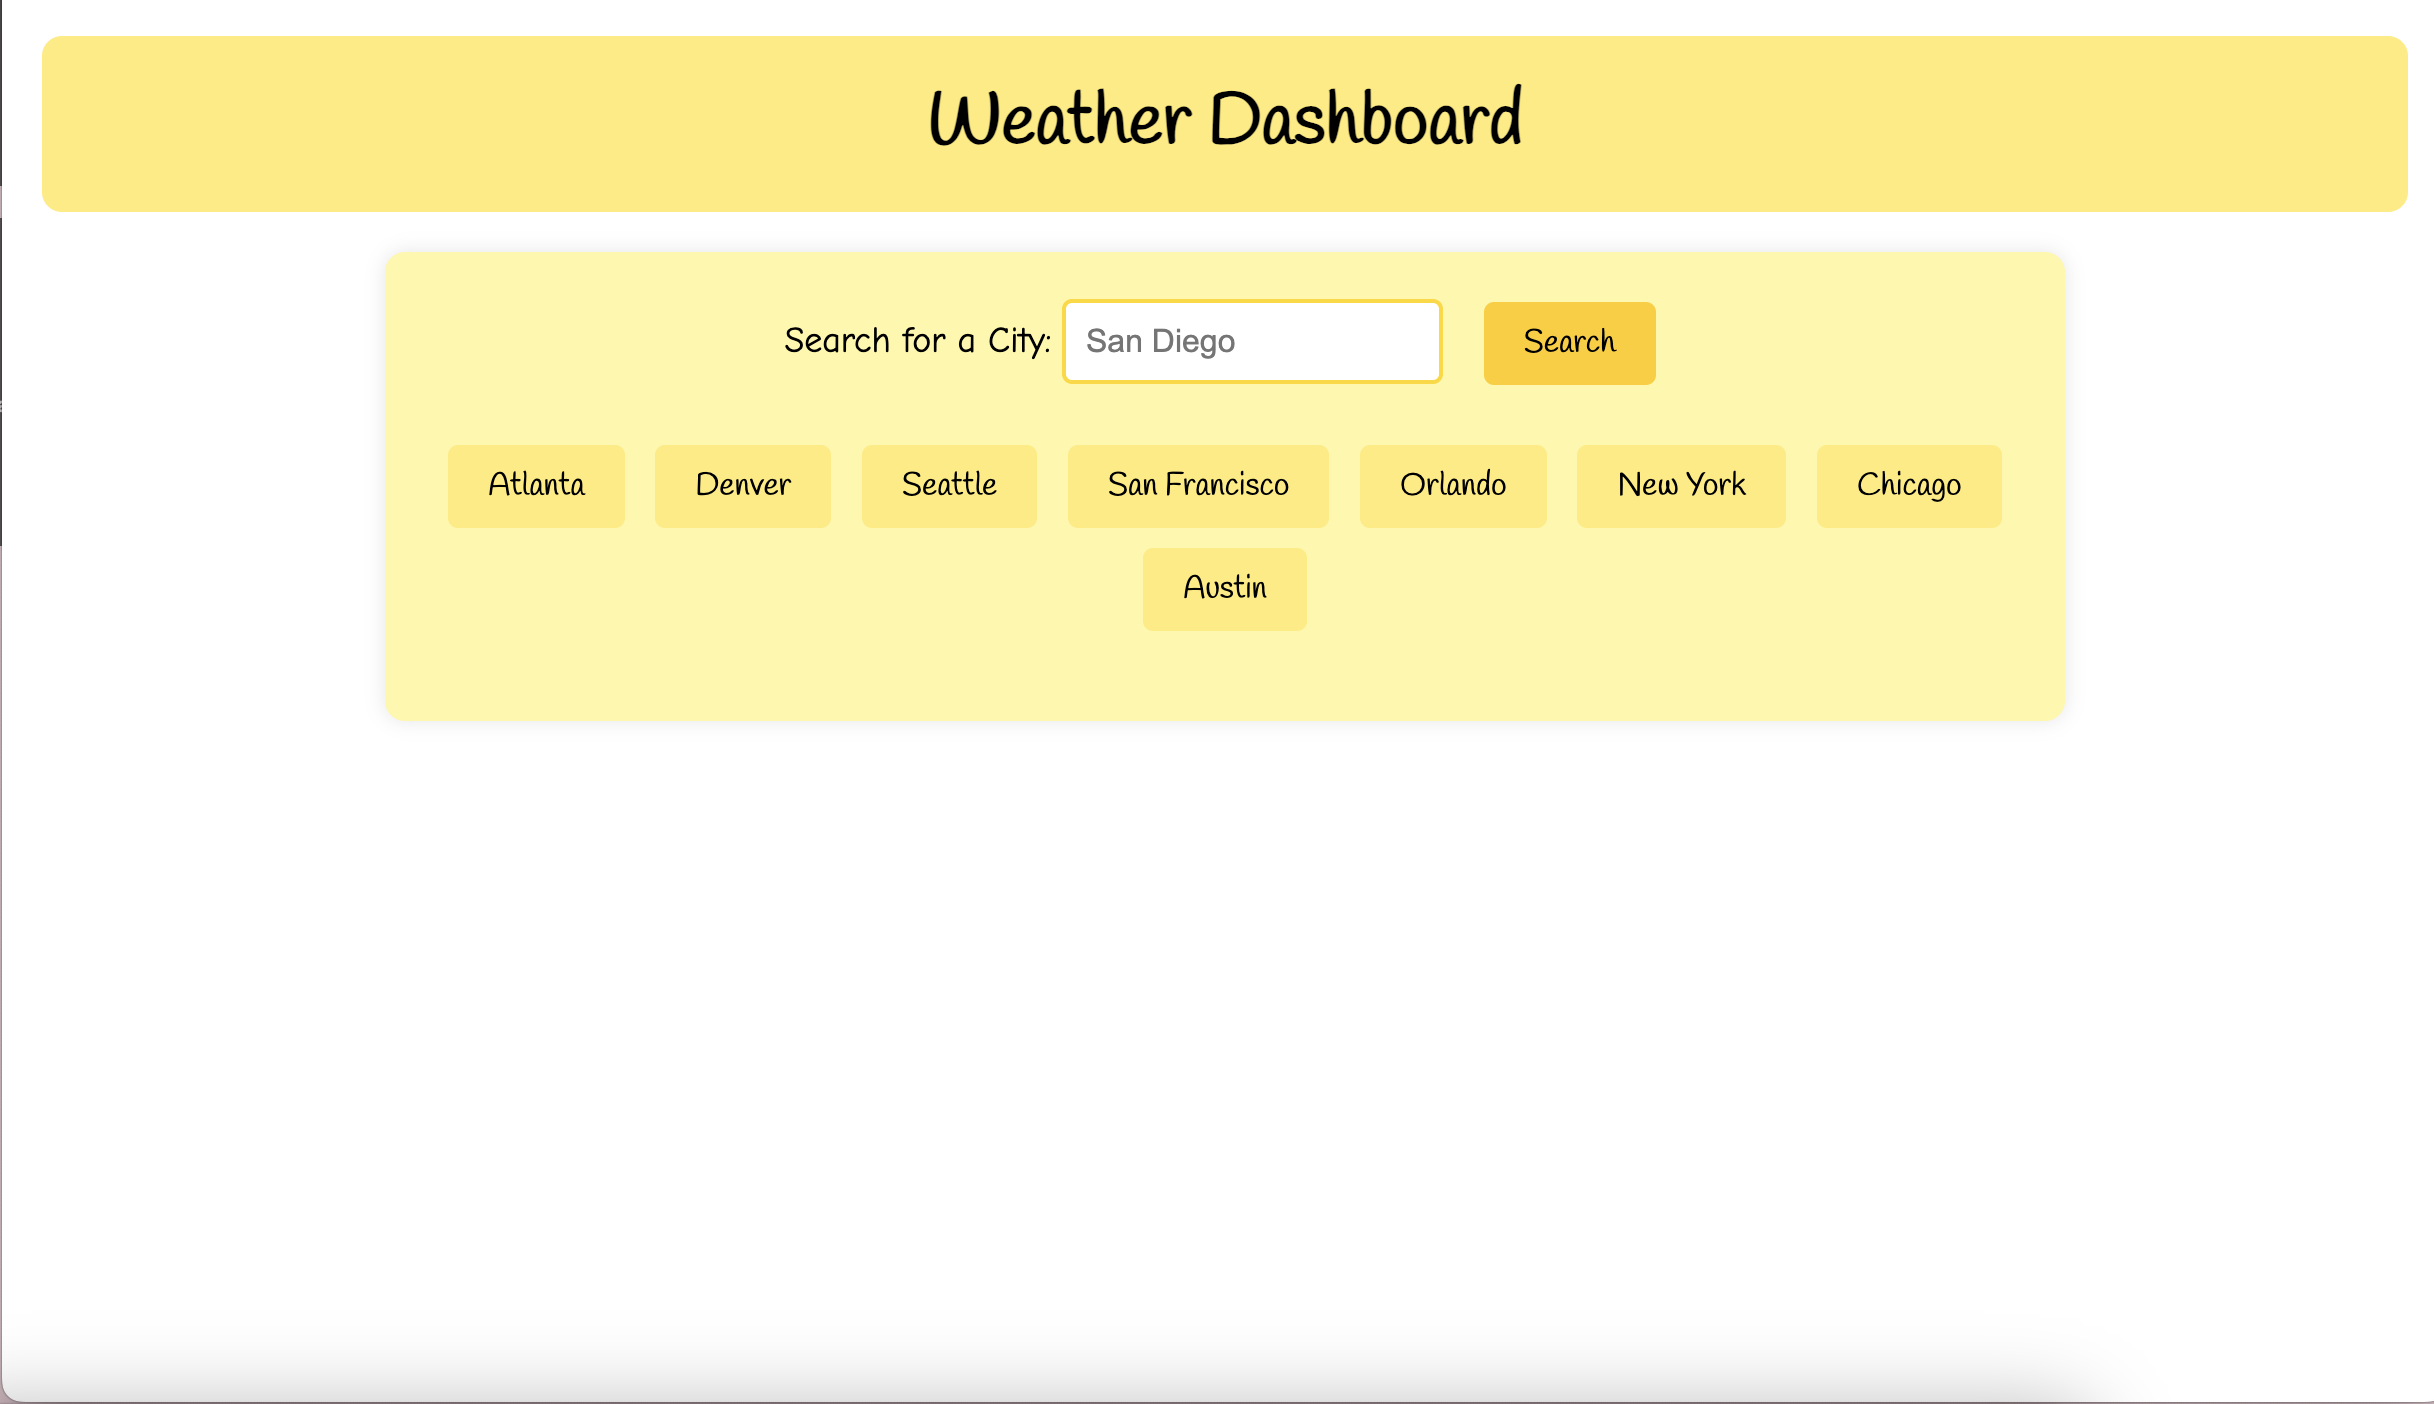 Weather Dashboard
Search for a City: San Diego Search
Atlanta Denver Seattle San Francisco Orlando New York Chicago
Austin